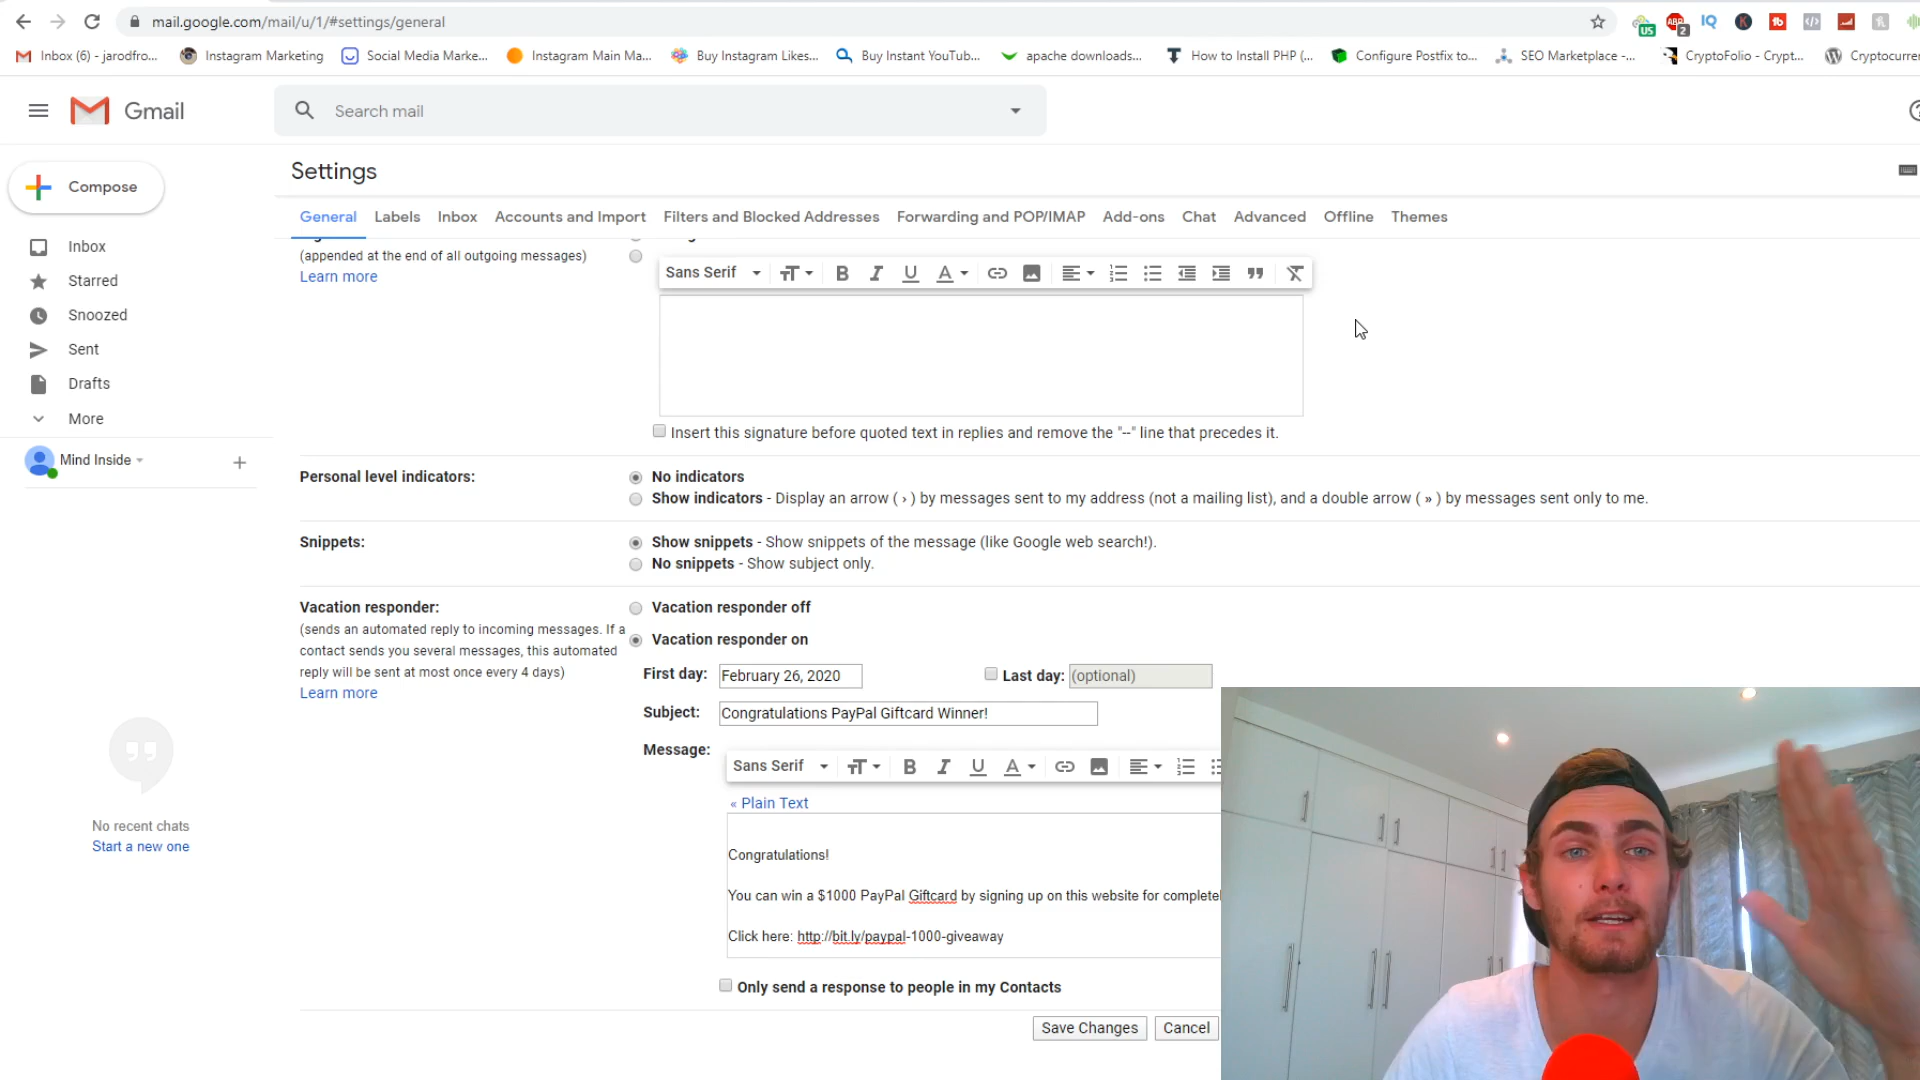 mail.google.com/mail/u/1/#settings/general
US
ABP
2
IQ
K
Inbox (6) - jarodfro...
Instagram Marketing
Social Media Marke...
Instagram Main Ma...
Buy Instagram Likes...
Buy Instant YouTub...
apache downloads...
How to Install PHP (...
Configure Postfix to...
SEO Marketplace -...
CryptoFolio - Crypt...
Cryptocurre
Gmail
Search mail
Compose
Settings
General Labels Inbox Accounts and Import Filters and Blocked Addresses Forwarding and POP/IMAP Add-ons Chat Advanced Offline Themes
Inbox
Starred
Snoozed
Sent
Drafts
More
Mind Inside
No recent chats
Start a new one
(appended at the end of all outgoing messages)
Learn more
Sans Serif
Insert this signature before quoted text in replies and remove the "--" line that precedes it.
Personal level indicators:
No indicators
Show indicators - Display an arrow ( › ) by messages sent to my address (not a mailing list), and a double arrow ( » ) by messages sent only to me.
Snippets:
Show snippets - Show snippets of the message (like Google web search!).
No snippets - Show subject only.
Vacation responder:
(sends an automated reply to incoming messages. If a
contact sends you several messages, this automated
reply will be sent at most once every 4 days)
Learn more
Vacation responder off
Vacation responder on
First day: February 26, 2020
Last day: (optional)
Subject: Congratulations PayPal Giftcard Winner!
Message:
Sans Serif
« Plain Text
Congratulations!
You can win a $1000 PayPal Giftcard by signing up on this website for complete
Click here: http://bit.ly/paypal-1000-giveaway
Only send a response to people in my Contacts
Save Changes
Cancel